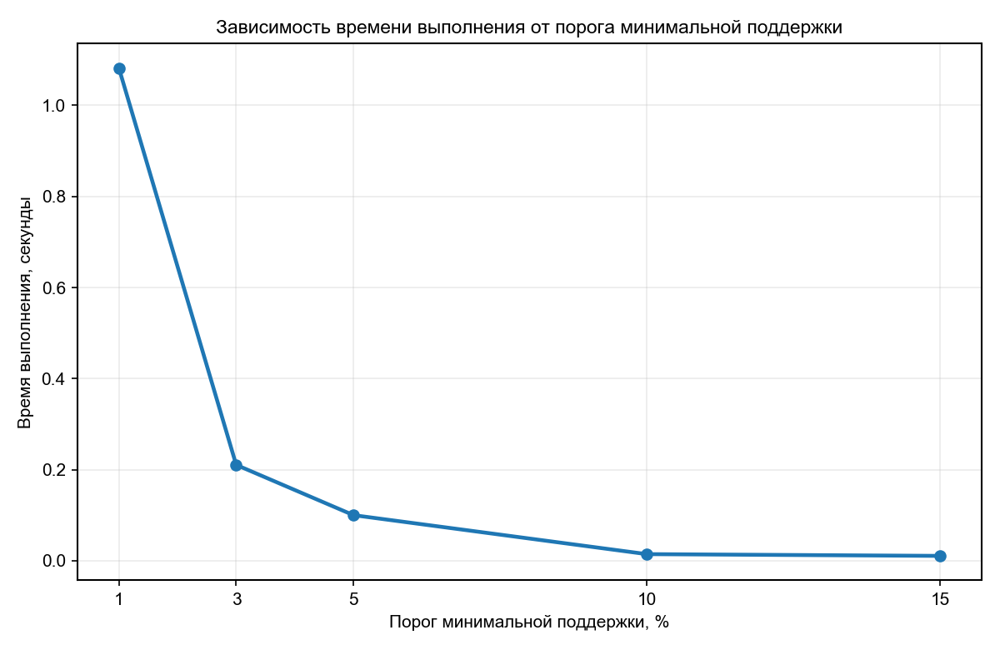 Зависимость времени выполнения от порога минимальной поддержки
Время выполнения, секунды
1.0
0.8
0.6
0.4
0.2
0.0
1 3 5 10 15
Порог минимальной поддержки, %